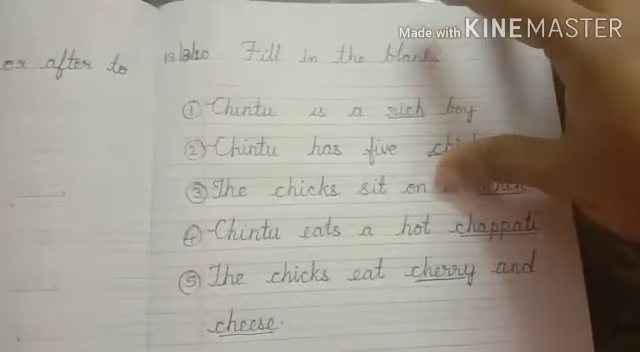 Made with KINEMASTER
er after to
Fill in the blanks
① Chintu is a rich boy
② Chintu has five
③ The chicks sit on
④ Chintu eats a hot chappati
⑤ The chicks eat cherry and
cheese.